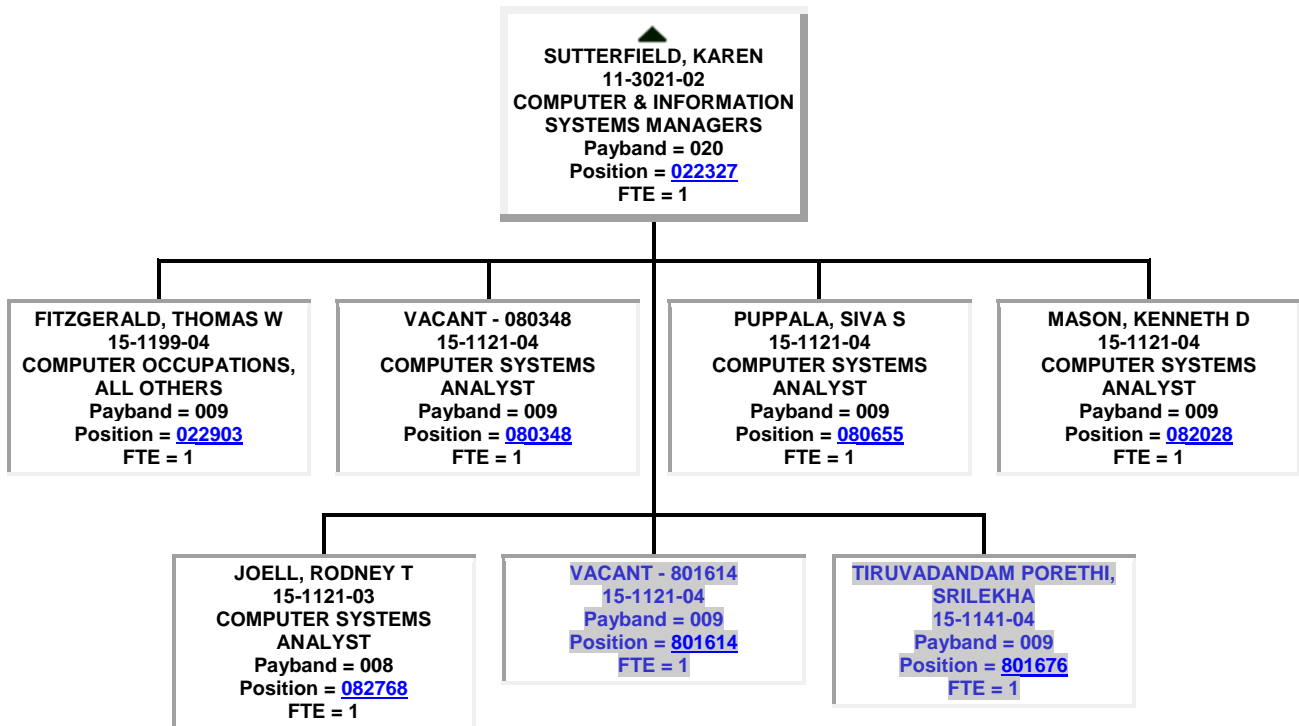 SUTTERFIELD, KAREN
11-3021-02
COMPUTER & INFORMATION
SYSTEMS MANAGERS
Payband = 020
Position = 022327
FTE = 1
FITZGERALD, THOMAS W
15-1199-04
COMPUTER OCCUPATIONS,
ALL OTHERS
Payband = 009
Position = 022903
FTE = 1
VACANT - 080348
15-1121-04
COMPUTER SYSTEMS
ANALYST
Payband = 009
Position = 080348
FTE = 1
PUPPALA, SIVA S
15-1121-04
COMPUTER SYSTEMS
ANALYST
Payband = 009
Position = 080655
FTE = 1
MASON, KENNETH D
15-1121-04
COMPUTER SYSTEMS
ANALYST
Payband = 009
Position = 082028
FTE = 1
JOELL, RODNEY T
15-1121-03
COMPUTER SYSTEMS
ANALYST
Payband = 008
Position = 082768
FTE = 1
VACANT - 801614
15-1121-04
Payband = 009
Position = 801614
FTE = 1
TIRUVADANDAM PORETHI,
SRILEKHA
15-1141-04
Payband = 009
Position = 801676
FTE = 1